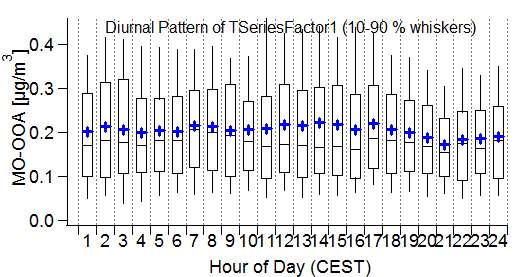 Diurnal Pattern of TSeriesFactor1 (10-90 % whiskers)
MO-OOA [µg/m³]
0.4
0.3
0.2
0.1
0.0
1 2 3 4 5 6 7 8 9 10 11 12 13 14 15 16 17 18 19 20 21 22 23 24
Hour of Day (CEST)